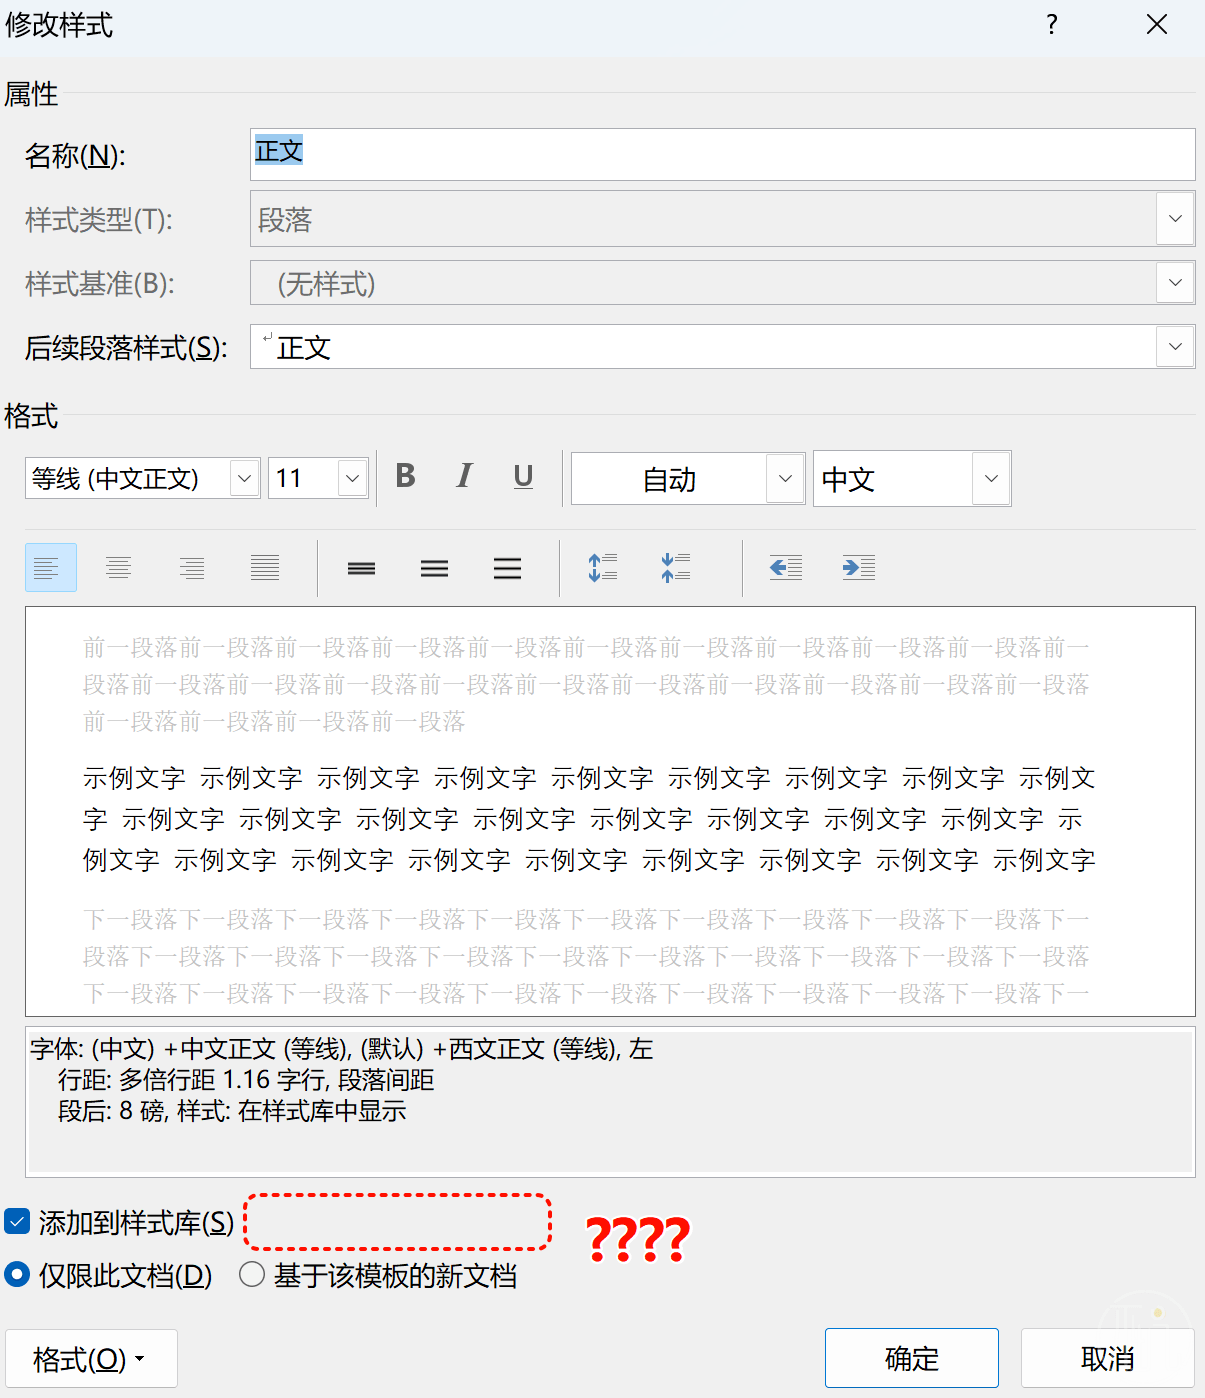 修改样式
?
属性
名称(N):
正文
样式类型(T):
段落
样式基准(B):
(无样式)
后续段落样式(S):
正文
格式
等线 (中文正文)
11
B I U
自动
中文
前一段落前一段落前一段落前一段落前一段落前一段落前一段落前一段落前一段落前一段落前一
段落前一段落前一段落前一段落前一段落前一段落前一段落前一段落前一段落前一段落前一段落
前一段落前一段落前一段落前一段落
示例文字 示例文字 示例文字 示例文字 示例文字 示例文字 示例文字 示例文字 示例文
字 示例文字 示例文字 示例文字 示例文字 示例文字 示例文字 示例文字 示例文字 示
例文字 示例文字 示例文字 示例文字 示例文字 示例文字 示例文字 示例文字 示例文字
下一段落下一段落下一段落下一段落下一段落下一段落下一段落下一段落下一段落下一段落下一
段落下一段落下一段落下一段落下一段落下一段落下一段落下一段落下一段落下一段落下一段落
下一段落下一段落下一段落下一段落下一段落下一段落下一段落下一段落下一段落下一段落下一
字体: (中文) +中文正文 (等线), (默认) +西文正文 (等线), 左
行距: 多倍行距 1.16 字行, 段落间距
段后: 8 磅, 样式: 在样式库中显示
添加到样式库(S)
????
仅限此文档(D)
基于该模板的新文档
格式(O)
确定
取消